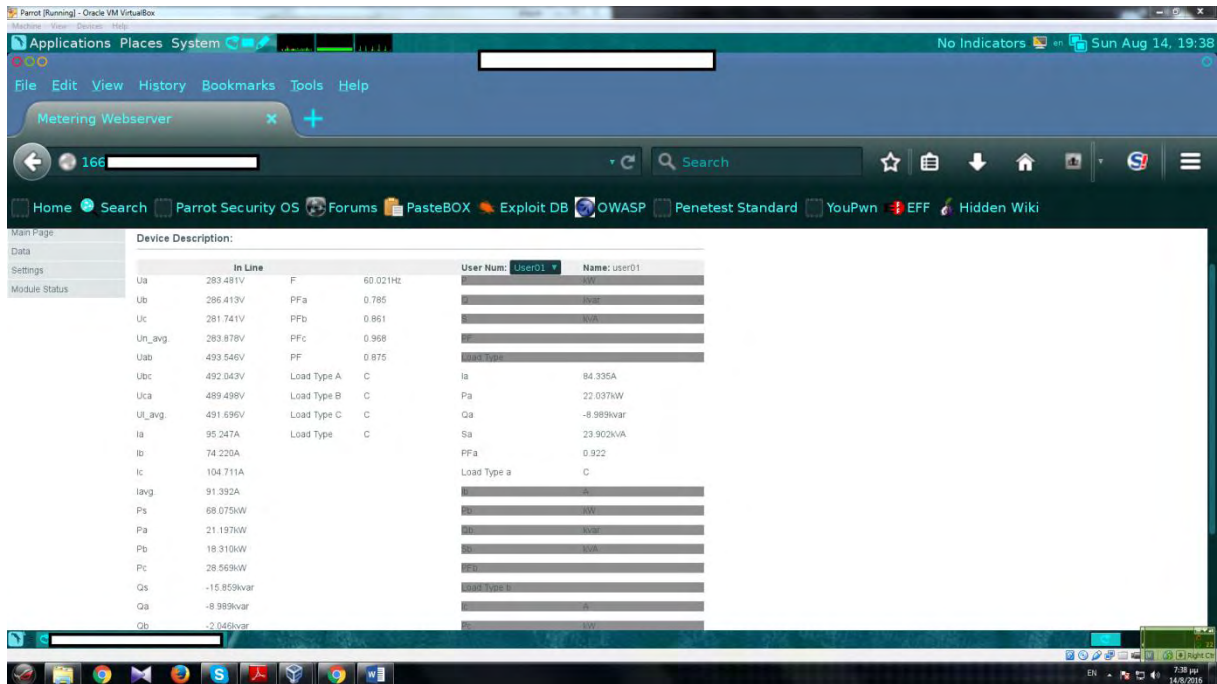 Parrot [Running] - Oracle VM VirtualBox
Machine View Devices Help
Applications Places System
No Indicators en Sun Aug 14, 19:38
File Edit View History Bookmarks Tools Help
Metering Webserver
166
Search
Home Search Parrot Security OS Forums PasteBOX Exploit DB OWASP Penetest Standard YouPwn EFF Hidden Wiki
Main Page
Data
Settings
Module Status
Device Description:
In Line User Num: User01 Name: user01
Ua 283.481V F 60.021Hz P kW
Ub 286.413V PFa 0.785 Q kvar
Uc 281.741V PFb 0.861 S kVA
Un_avg. 283.878V PFc 0.968 PF
Uab 493.546V PF 0.875 Load Type
Ubc 492.043V Load Type A C Ia 84.335A
Uca 489.498V Load Type B C Pa 22.037kW
Ul_avg. 491.696V Load Type C C Qa -8.989kvar
Ia 95.247A Load Type C Sa 23.902kVA
Ib 74.220A PFa 0.922
Ic 104.711A Load Type a C
Iavg. 91.392A Ib A
Ps 68.075kW Pb kW
Pa 21.197kW Qb kvar
Pb 18.310kW Sb kVA
Pc 28.569kW PFb
Qs -15.859kvar Load Type b
Qa -8.989kvar Ic A
Qb -2.046kvar Pc kW
Right Ctr
EN 7:38 μμ
14/8/2016